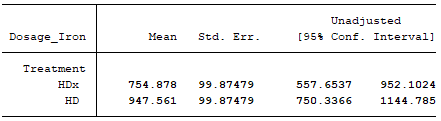 Unadjusted
Dosage_Iron Mean Std. Err. [95% Conf. Interval]
Treatment
HDx 754.878 99.87479 557.6537 952.1024
HD 947.561 99.87479 750.3366 1144.785